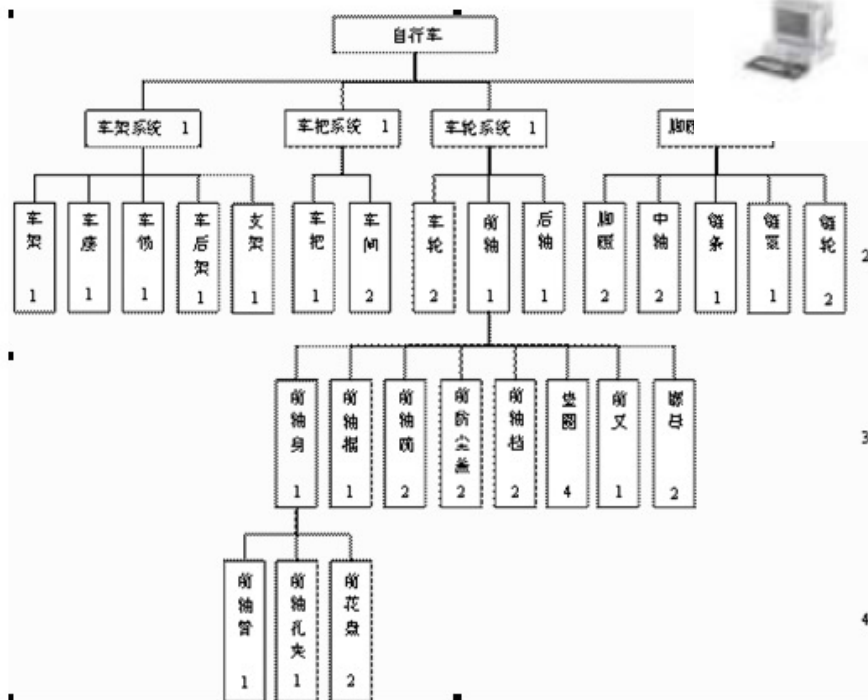 自行车
车架系统 1
车把系统 1
车轮系统 1
车架 1
车座 1
车锁 1
车后架 1
支架 1
车把 1
车闸 2
车轮 2
前轴 1
后轴 1
脚蹬 2
中轴 2
链条 1
1
链轮 2
2
前轴身 1
前轴棍 1
前轴碗 2
前防尘盖 2
前轴档 2
垫圈 4
前叉 1
螺母 2
3
前轴管 1
前轴孔夹 1
前花盘 2
4